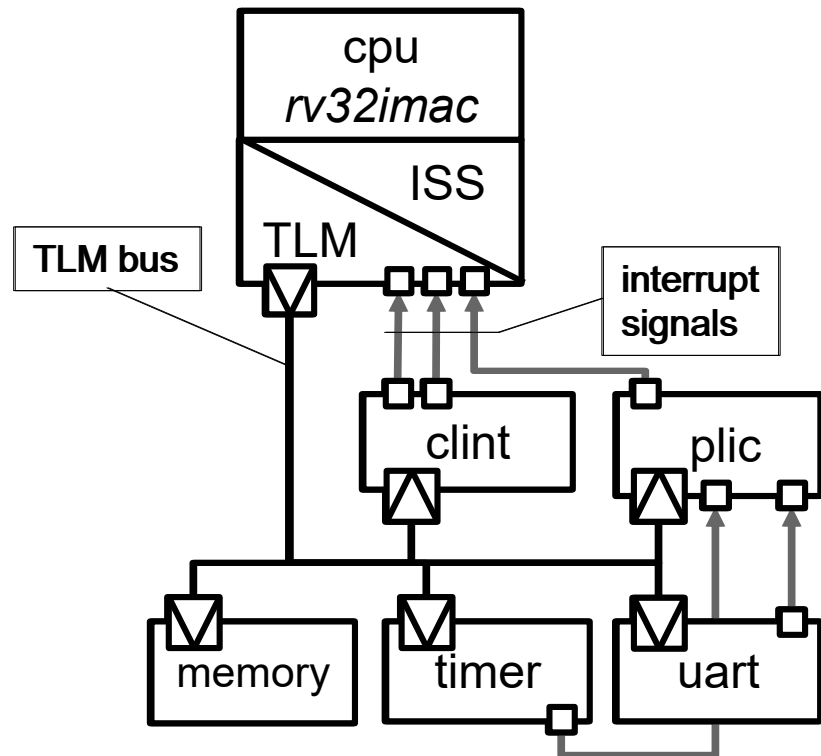 cpu
rv32imac
ISS
TLM
TLM bus
interrupt
signals
clint
plic
memory
timer
uart